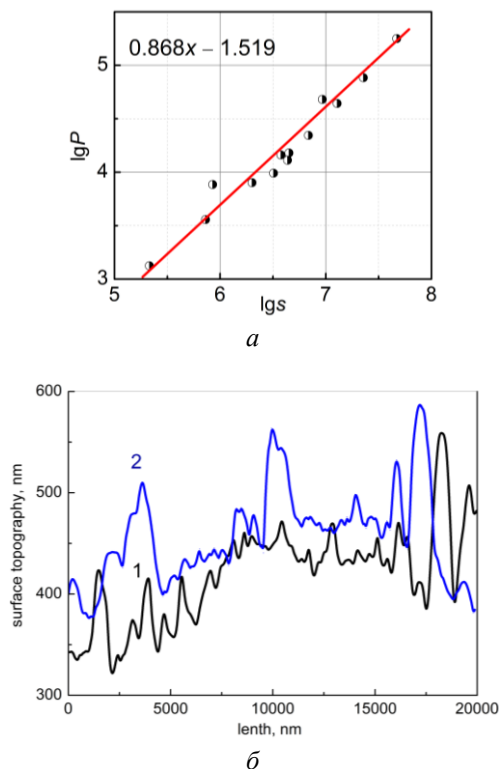 0.868x – 1.519
5
4
3
lgP
5 6 7 8
lgs
а
600
500
400
300
surface topography, nm
2
1
0 5000 10000 15000 20000
lenth, nm
б